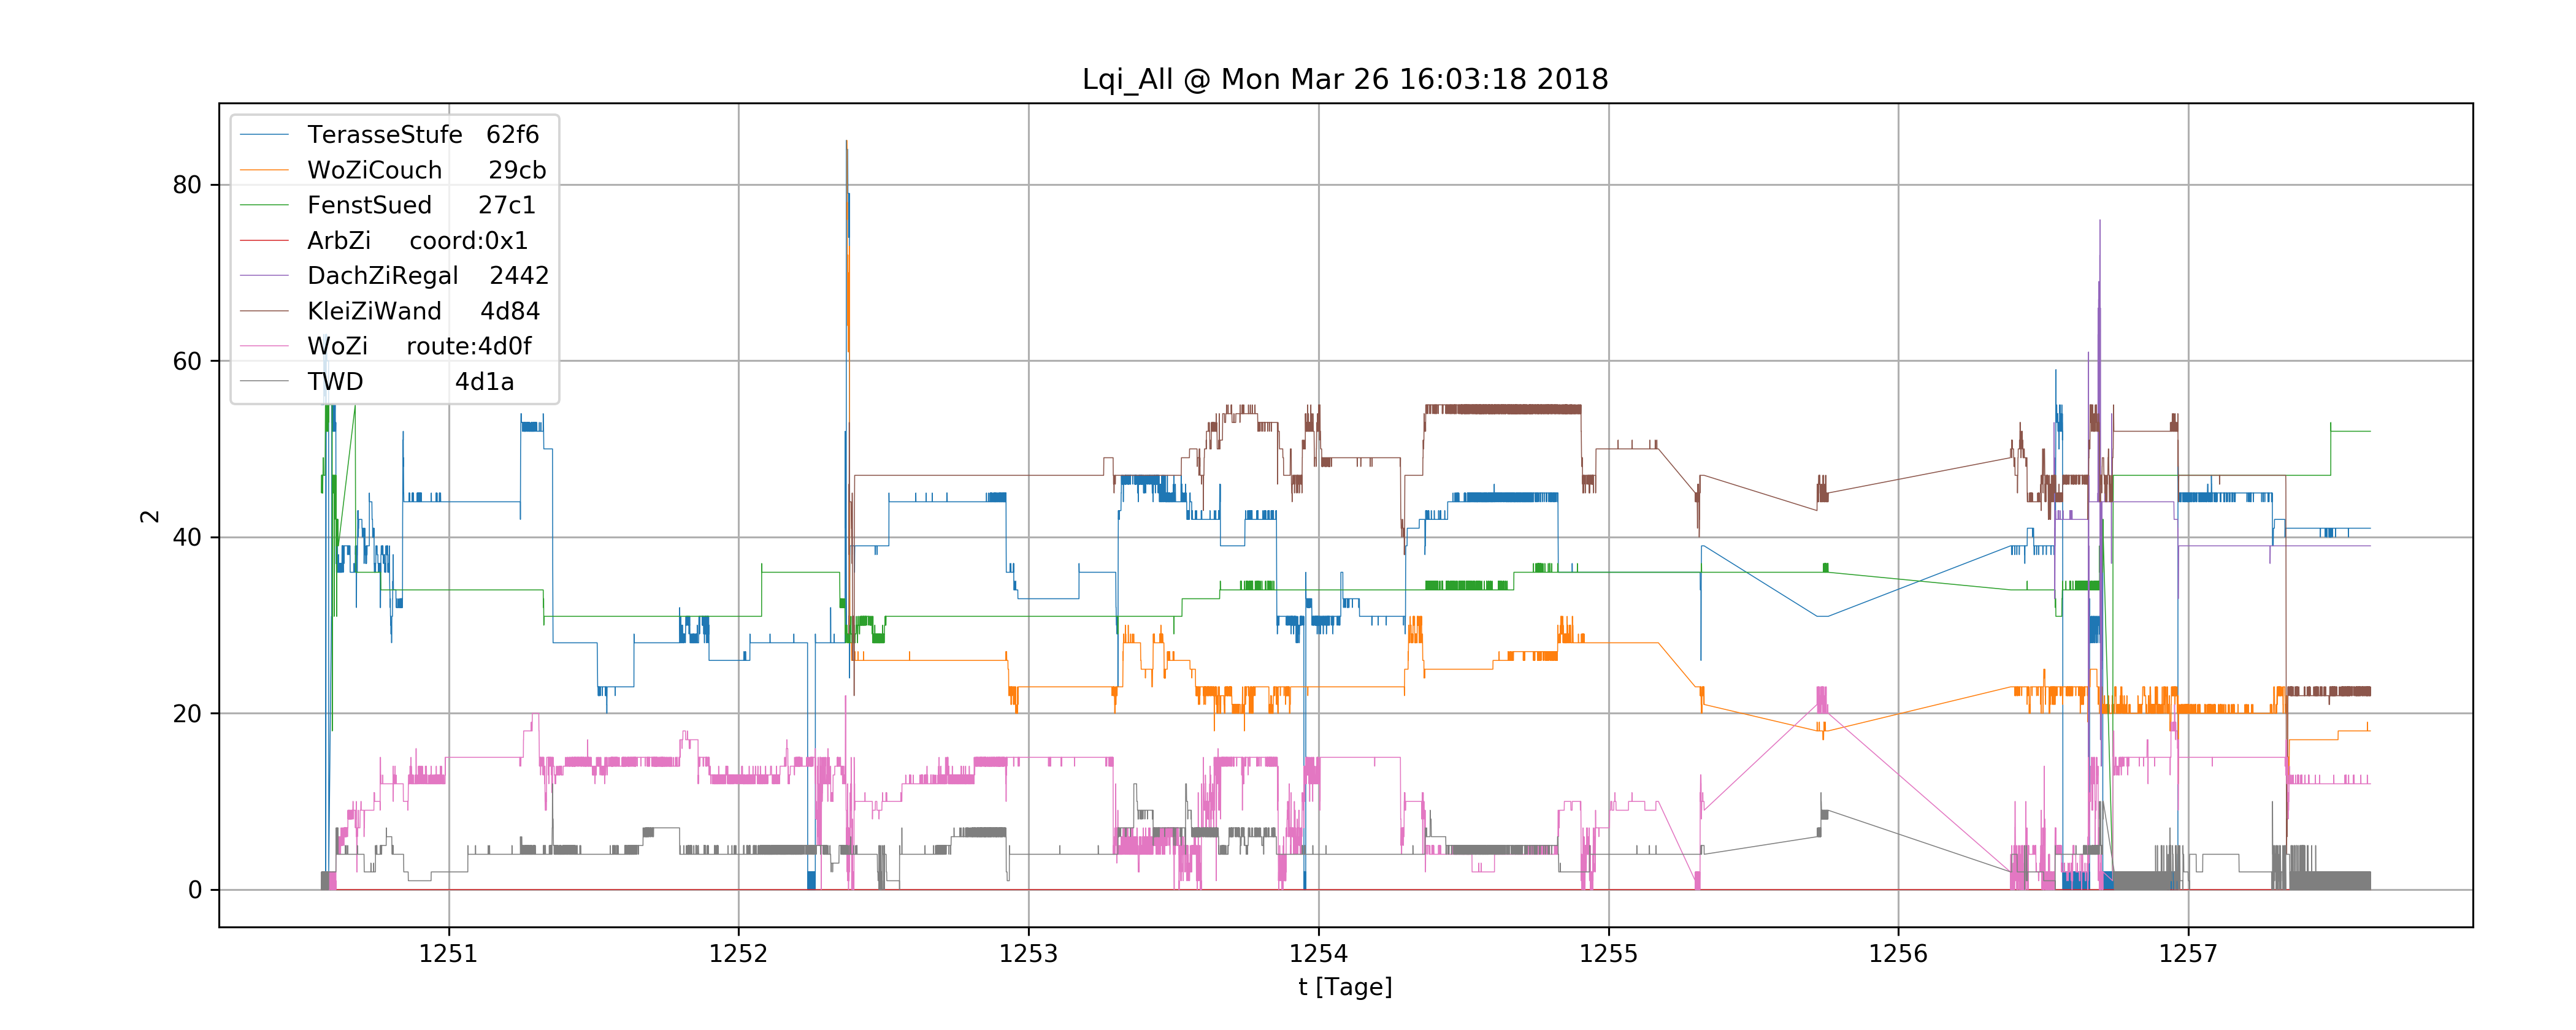 Lqi_All @ Mon Mar 26 16:03:18 2018
TerasseStufe 62f6
WoZiCouch 29cb
FenstSued 27c1
ArbZi coord:0x1
DachZiRegal 2442
KleiZiWand 4d84
WoZi route:4d0f
TWD 4d1a
80
60
40
20
0
2
1251 1252 1253 1254 1255 1256 1257
t [Tage]